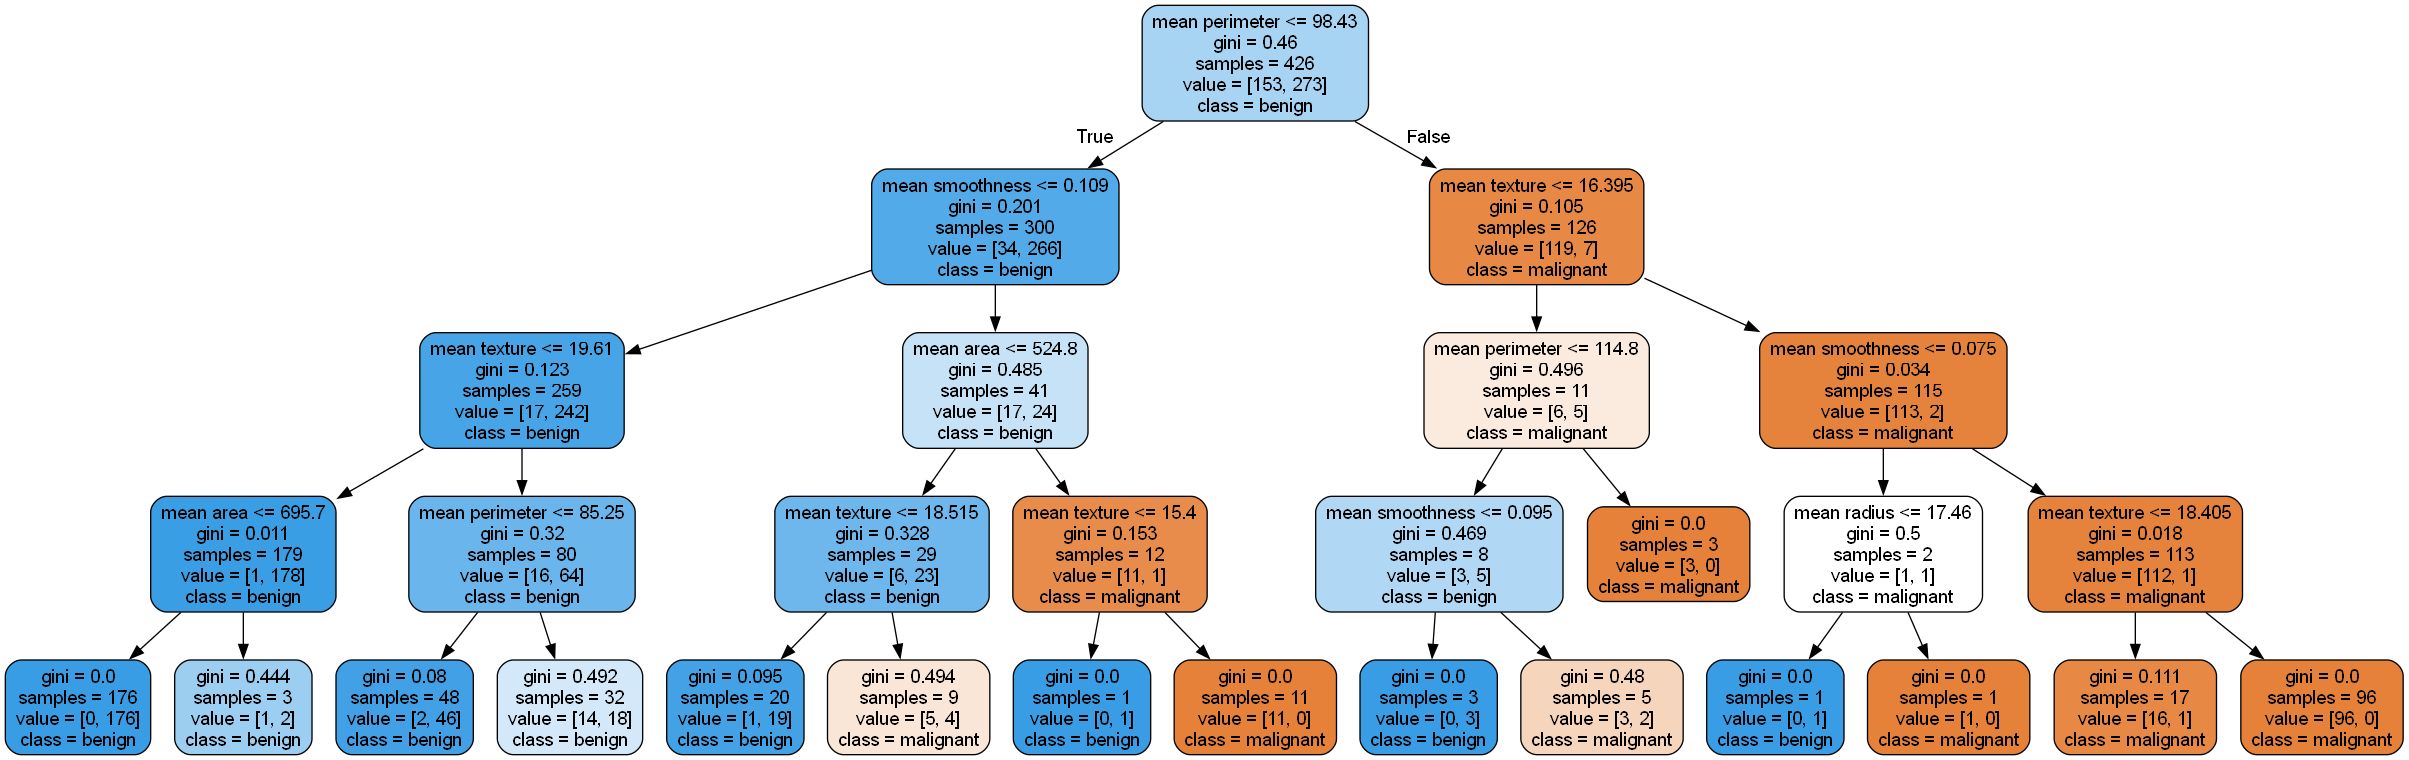 mean perimeter <= 98.43
gini = 0.46
samples = 426
value = [153, 273]
class = benign
True
False
mean smoothness <= 0.109
gini = 0.201
samples = 300
value = [34, 266]
class = benign
mean texture <= 16.395
gini = 0.105
samples = 126
value = [119, 7]
class = malignant
mean texture <= 19.61
gini = 0.123
samples = 259
value = [17, 242]
class = benign
mean area <= 524.8
gini = 0.485
samples = 41
value = [17, 24]
class = benign
mean perimeter <= 114.8
gini = 0.496
samples = 11
value = [6, 5]
class = malignant
mean smoothness <= 0.075
gini = 0.034
samples = 115
value = [113, 2]
class = malignant
mean area <= 695.7
gini = 0.011
samples = 179
value = [1, 178]
class = benign
mean perimeter <= 85.25
gini = 0.32
samples = 80
value = [16, 64]
class = benign
mean texture <= 18.515
gini = 0.328
samples = 29
value = [6, 23]
class = benign
mean texture <= 15.4
gini = 0.153
samples = 12
value = [11, 1]
class = malignant
mean smoothness <= 0.095
gini = 0.469
samples = 8
value = [3, 5]
class = benign
gini = 0.0
samples = 3
value = [3, 0]
class = malignant
mean radius <= 17.46
gini = 0.5
samples = 2
value = [1, 1]
class = malignant
mean texture <= 18.405
gini = 0.018
samples = 113
value = [112, 1]
class = malignant
gini = 0.0
samples = 176
value = [0, 176]
class = benign
gini = 0.444
samples = 3
value = [1, 2]
class = benign
gini = 0.08
samples = 48
value = [2, 46]
class = benign
gini = 0.492
samples = 32
value = [14, 18]
class = benign
gini = 0.095
samples = 20
value = [1, 19]
class = benign
gini = 0.494
samples = 9
value = [5, 4]
class = malignant
gini = 0.0
samples = 1
value = [0, 1]
class = benign
gini = 0.0
samples = 11
value = [11, 0]
class = malignant
gini = 0.0
samples = 3
value = [0, 3]
class = benign
gini = 0.48
samples = 5
value = [3, 2]
class = malignant
gini = 0.0
samples = 1
value = [0, 1]
class = benign
gini = 0.0
samples = 1
value = [1, 0]
class = malignant
gini = 0.111
samples = 17
value = [16, 1]
class = malignant
gini = 0.0
samples = 96
value = [96, 0]
class = malignant